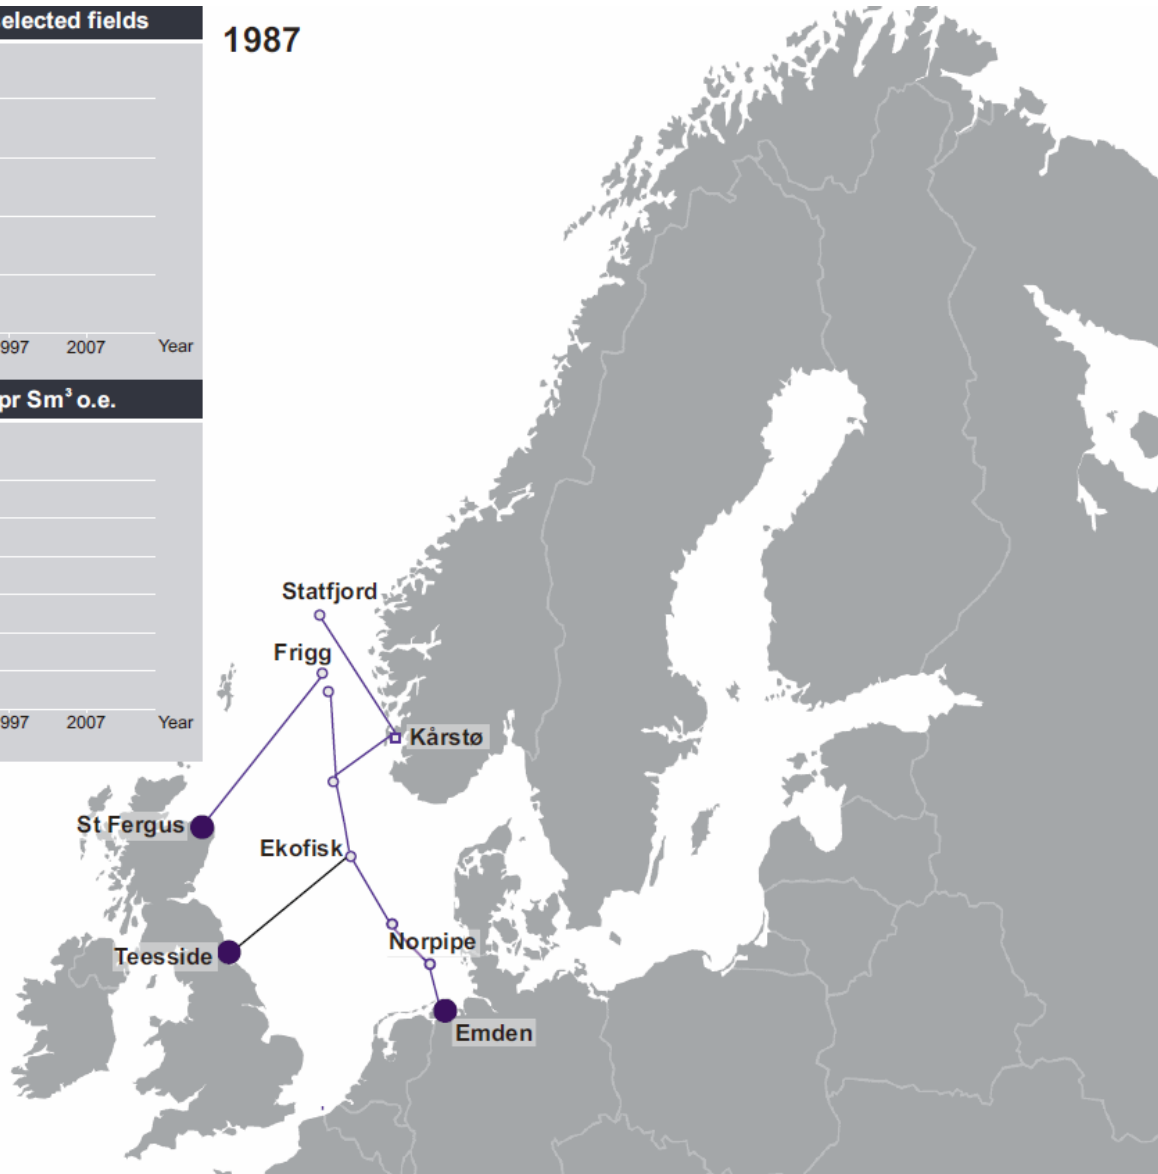 elected fields
1987
997 2007 Year
pr Sm³ o.e.
Statfjord
Frigg
997 2007 Year
Kårstø
St Fergus
Ekofisk
Norpipe
Teesside
Emden